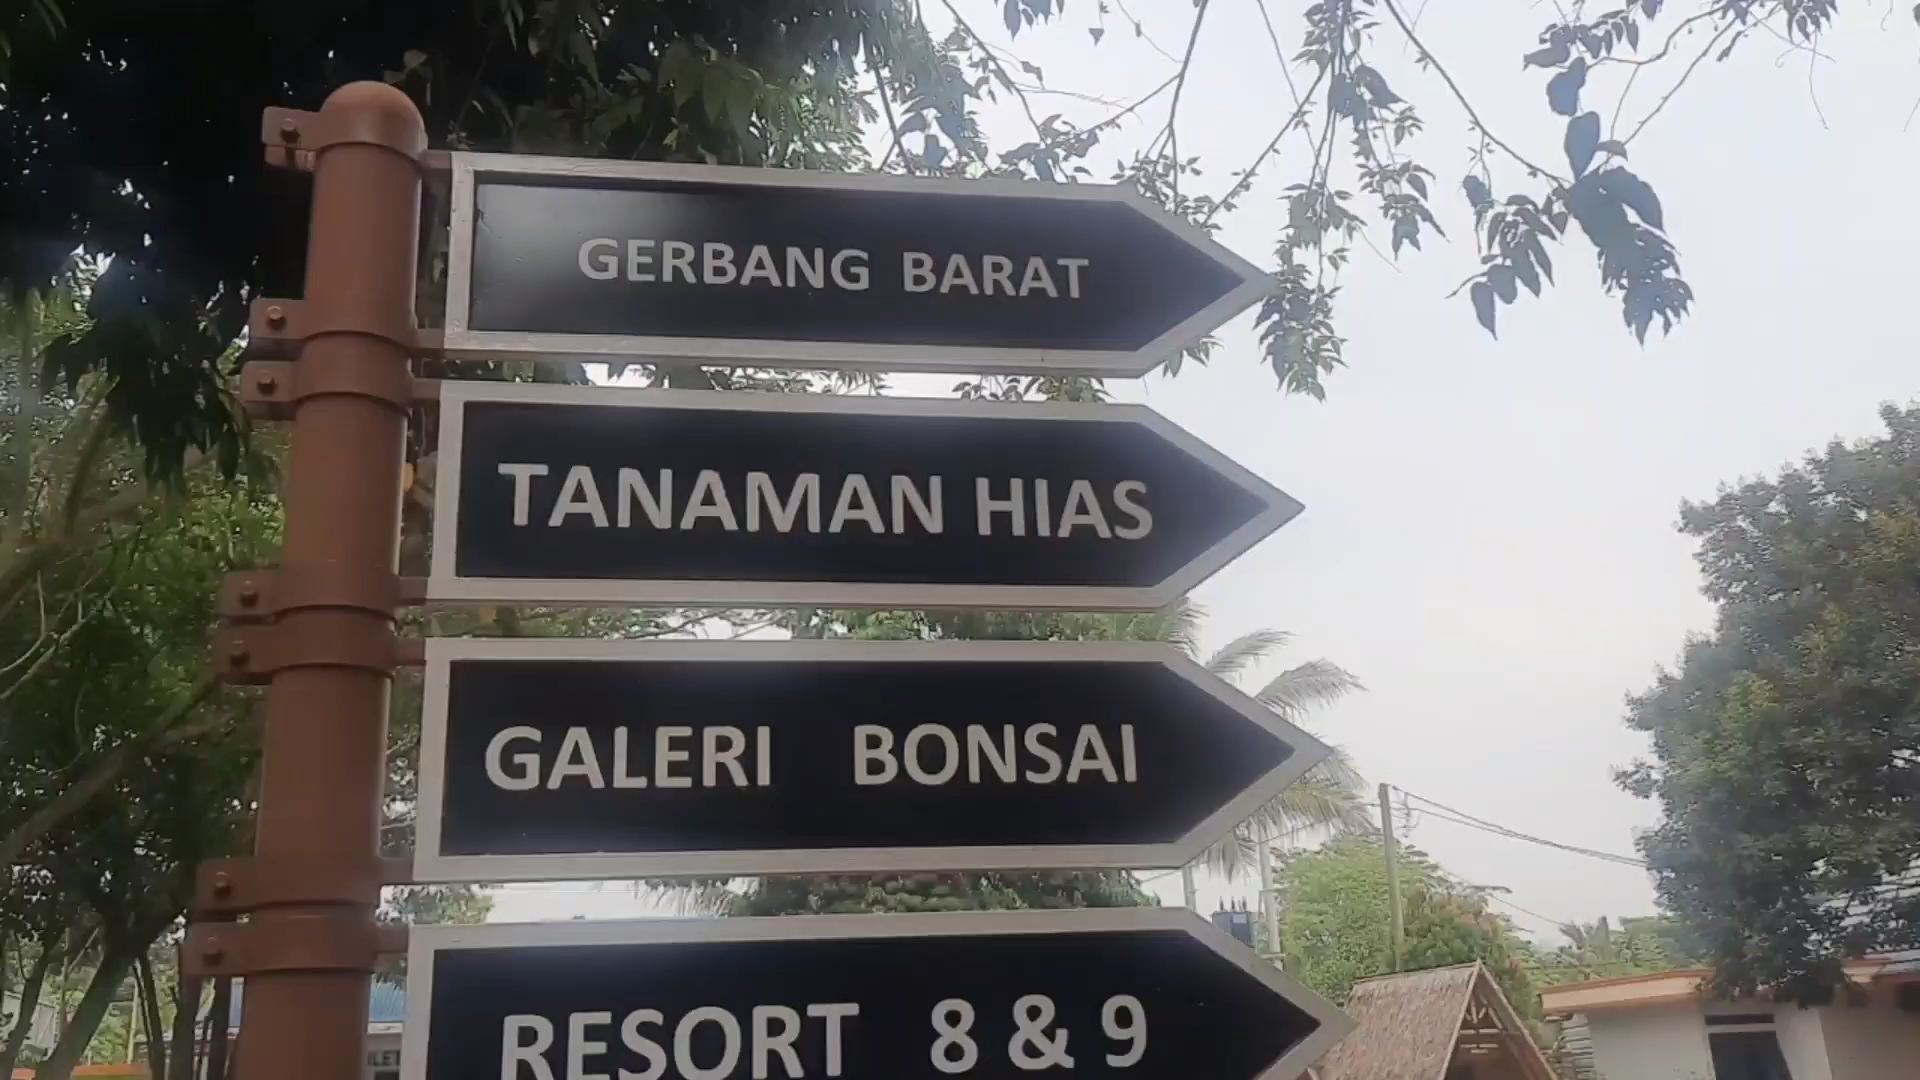 GERBANG BARAT
TANAMAN HIAS
GALERI BONSAI
RESORT 8 & 9